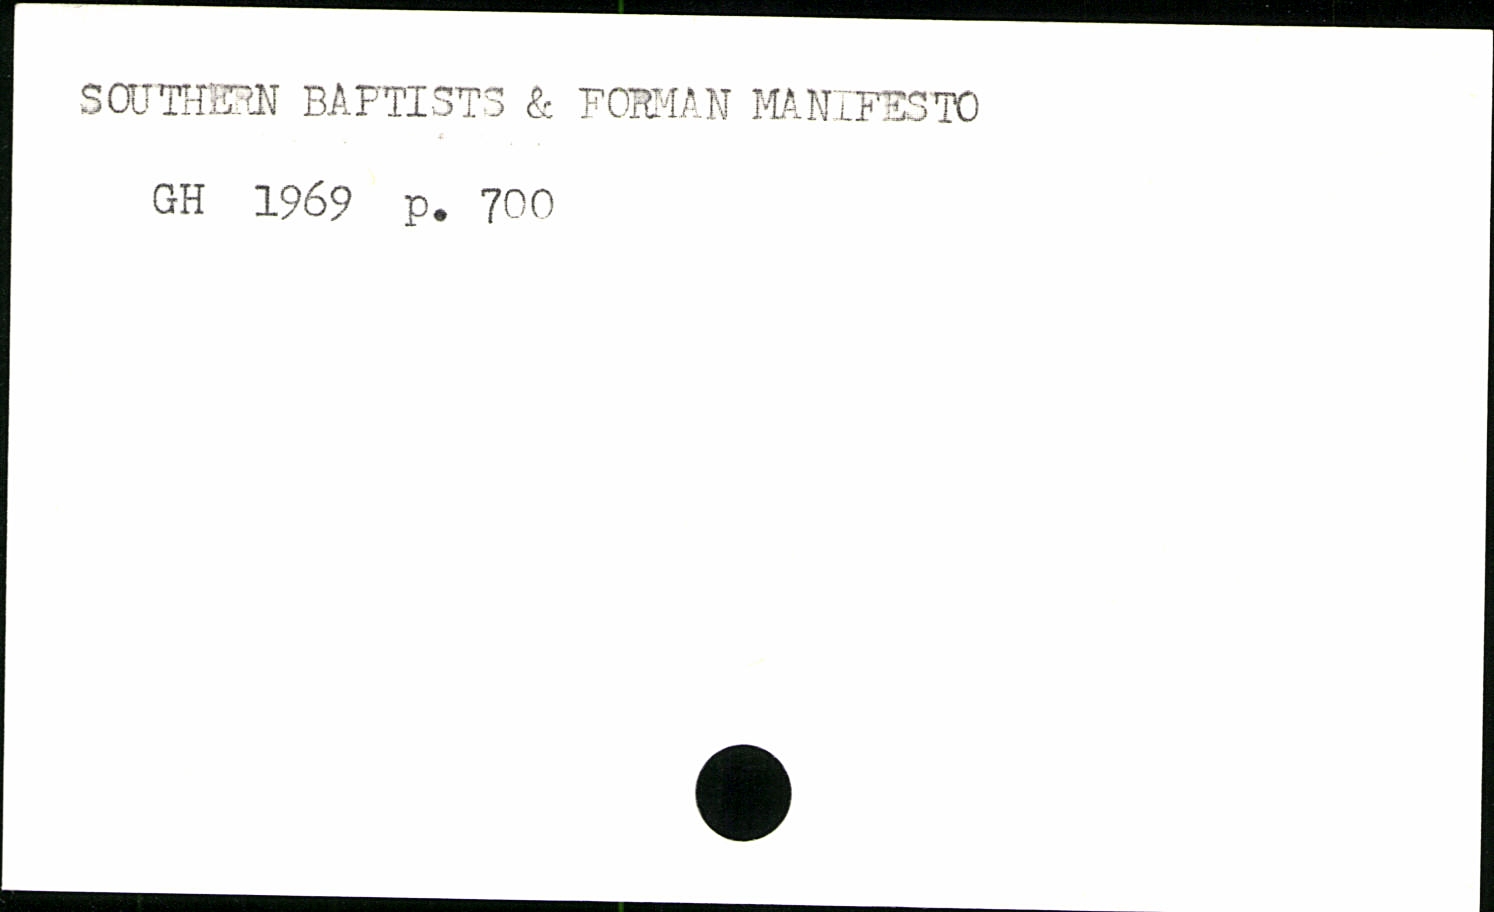 SOUTHERN BAPTISTS & FORMAN MANIFESTO
GH 1969 p. 700